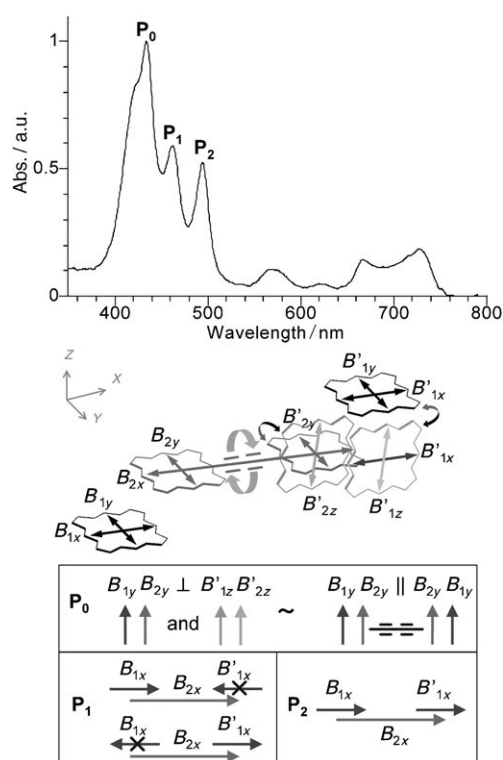 P0
P1
P2
1
0.5
0
Abs. / a.u.
400 500 600 700 800
Wavelength / nm
Z
X
Y
B'1y
B'1x
B'2y
B2y
B2x
B'1x
B'2z
B'1z
B1y
B1x
P0
B1y B2y ⊥ B'1z B'2z
B1y B2y || B2y B1y
and
~
B1x
B'1x
B2x
P1
B1x
B2x
B'1x
P2
B1x
B'1x
B2x